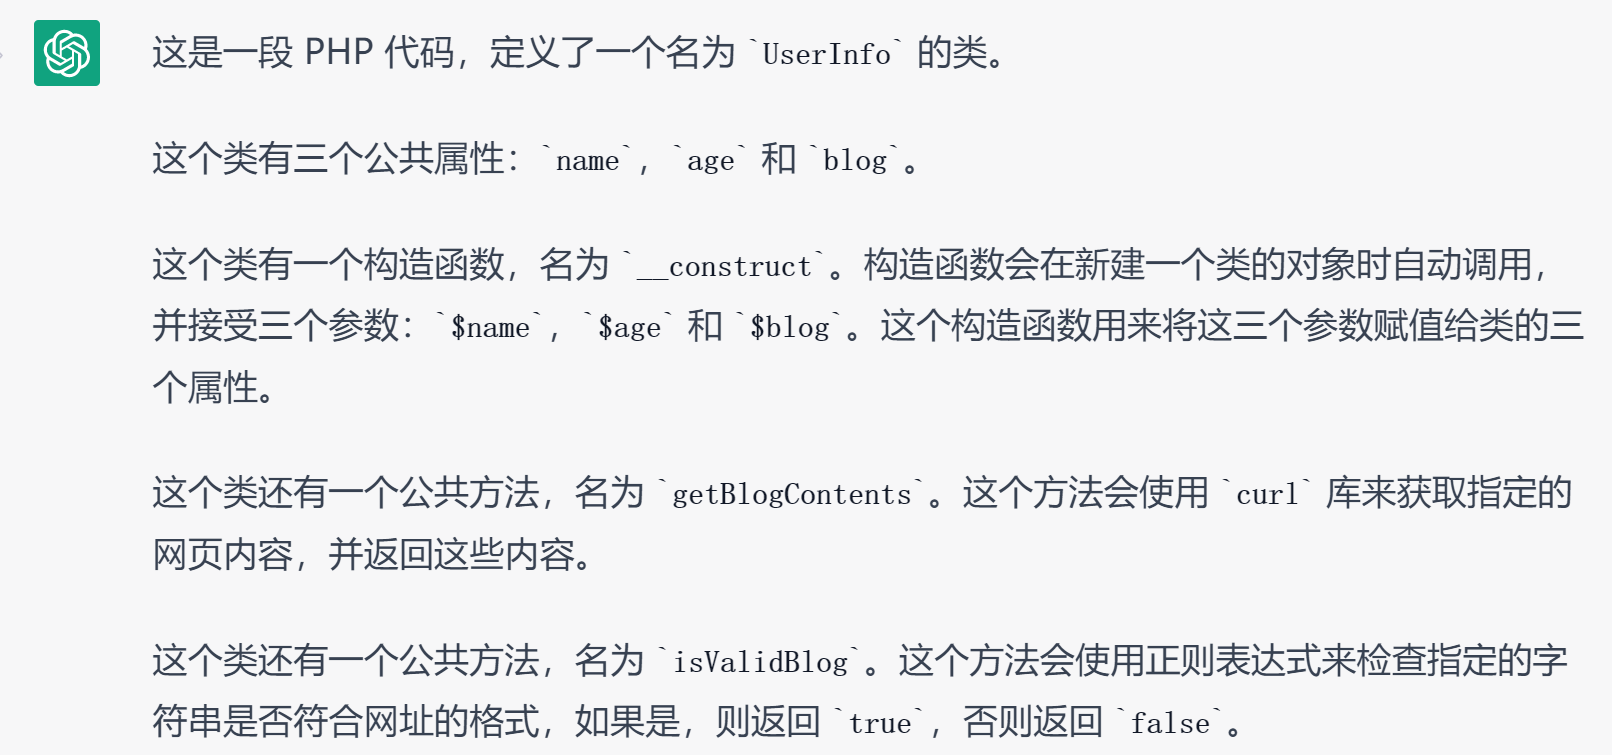 这是一段 PHP 代码，定义了一个名为 `UserInfo` 的类。
这个类有三个公共属：`name`，`age` 和 `blog`。
这个类有一个构造函数，名为 `__construct`。构造函数会在新建一个类的对象时自动调用，
并接受三个参数：`$name`，`$age` 和 `$blog`。这个构造函数用来将这三个参数赋值给类的三
个属性。
这个类还有一个公共方法，名为 `getBlogContents`。这个方法会使用 `curl` 库来获取指定的
网页内容，并返回这些内容。
这个类还有一个公共方法，名为 `isValidBlog`。这个方法会使用正则表达式来检查指定的字
符串是否符合网址的格式，如果是，则返回 `true`，否则返回 `false`。